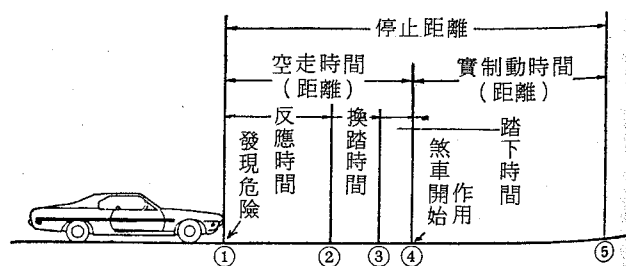 停止距離
空走時間
(距離)
實制動時間
(距離)
發現危險
反應時間
換踏時間
煞車開始
作用
踏下時間
①
②
③
④
⑤